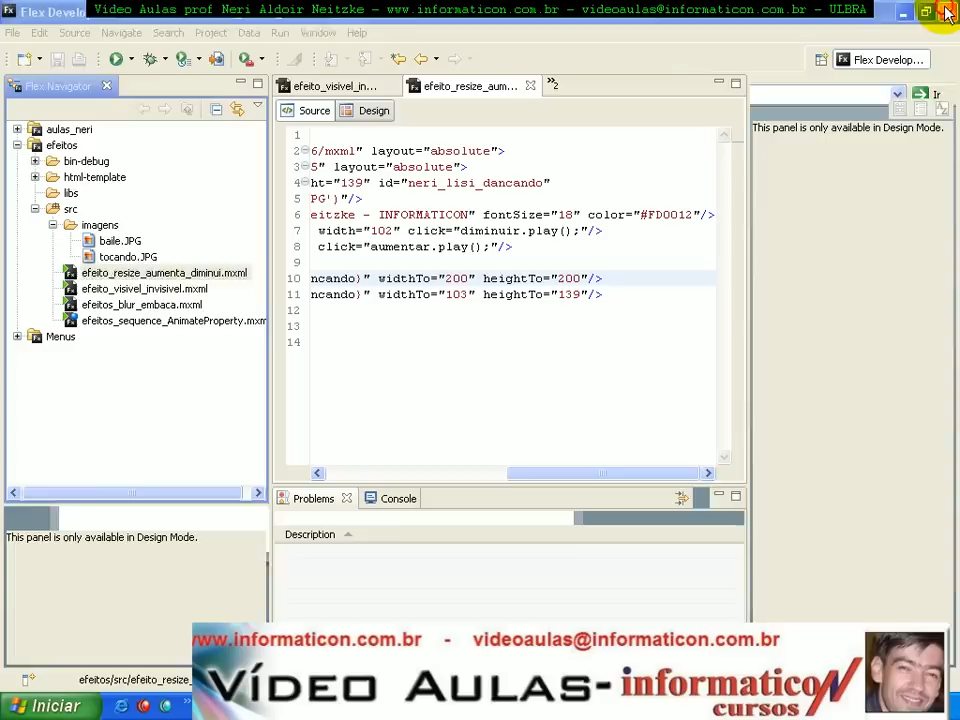 Flex Develo
Vídeo Aulas prof Neri Aldoir Neitzke - www.informaticon.com.br - videoaulas@informaticon.com.br - ULBRA
File Edit Source Navigate Search Project Data Run Window Help
Flex Develop...
Flex Navigator
efeito_visivel_in... efeito_resize_aum... 2
Ir
Source Design
aulas_neri
efeitos
bin-debug
html-template
libs
src
imagens
baile.JPG
tocando.JPG
efeito_resize_aumenta_diminui.mxml
efeito_visivel_invisivel.mxml
efeitos_blur_embaca.mxml
efeitos_sequence_AnimateProperty.mxm
Menus
1
2 6/mxml" layout="absolute">
3 5" layout="absolute">
4 ht="139" id="neri_lisi_dancando"
5 PG')"/>
6 eitzke - INFORMATICON" fontSize="18" color="#FD0012"/>
7 width="102" click="diminuir.play();"/>
8 click="aumentar.play();"/>
9
10 ncando}" widthTo="200" heightTo="200"/>
11 ncando}" widthTo="103" heightTo="139"/>
12
13
14
This panel is only available in Design Mode.
Problems Console
Description
This panel is only available in Design Mode.
efeitos/src/efeito_resize_
www.informaticon.com.br - videoaulas@informaticon.com.br
VÍDEO AULAS- informaticoN
cursos
Iniciar